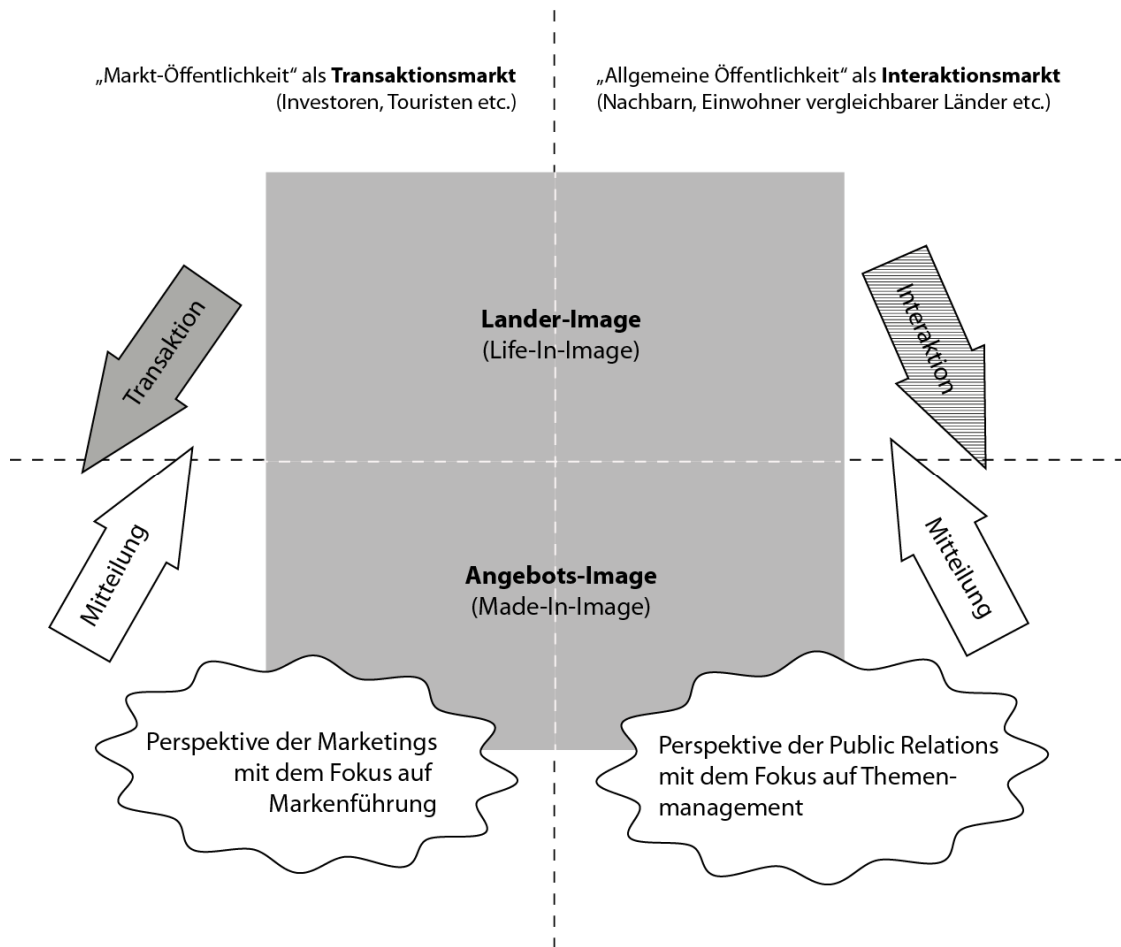 „Markt-Öffentlichkeit“ als Transaktionsmarkt
(Investoren, Touristen etc.)
„Allgemeine Öffentlichkeit“ als Interaktionsmarkt
(Nachbarn, Einwohner vergleichbarer Länder etc.)
Transaktion
Interaktion
Lander-Image
(Life-In-Image)
Mitteilung
Mitteilung
Angebots-Image
(Made-In-Image)
Perspektive der Marketings
mit dem Fokus auf
Markenführung
Perspektive der Public Relations
mit dem Fokus auf Themen-
management